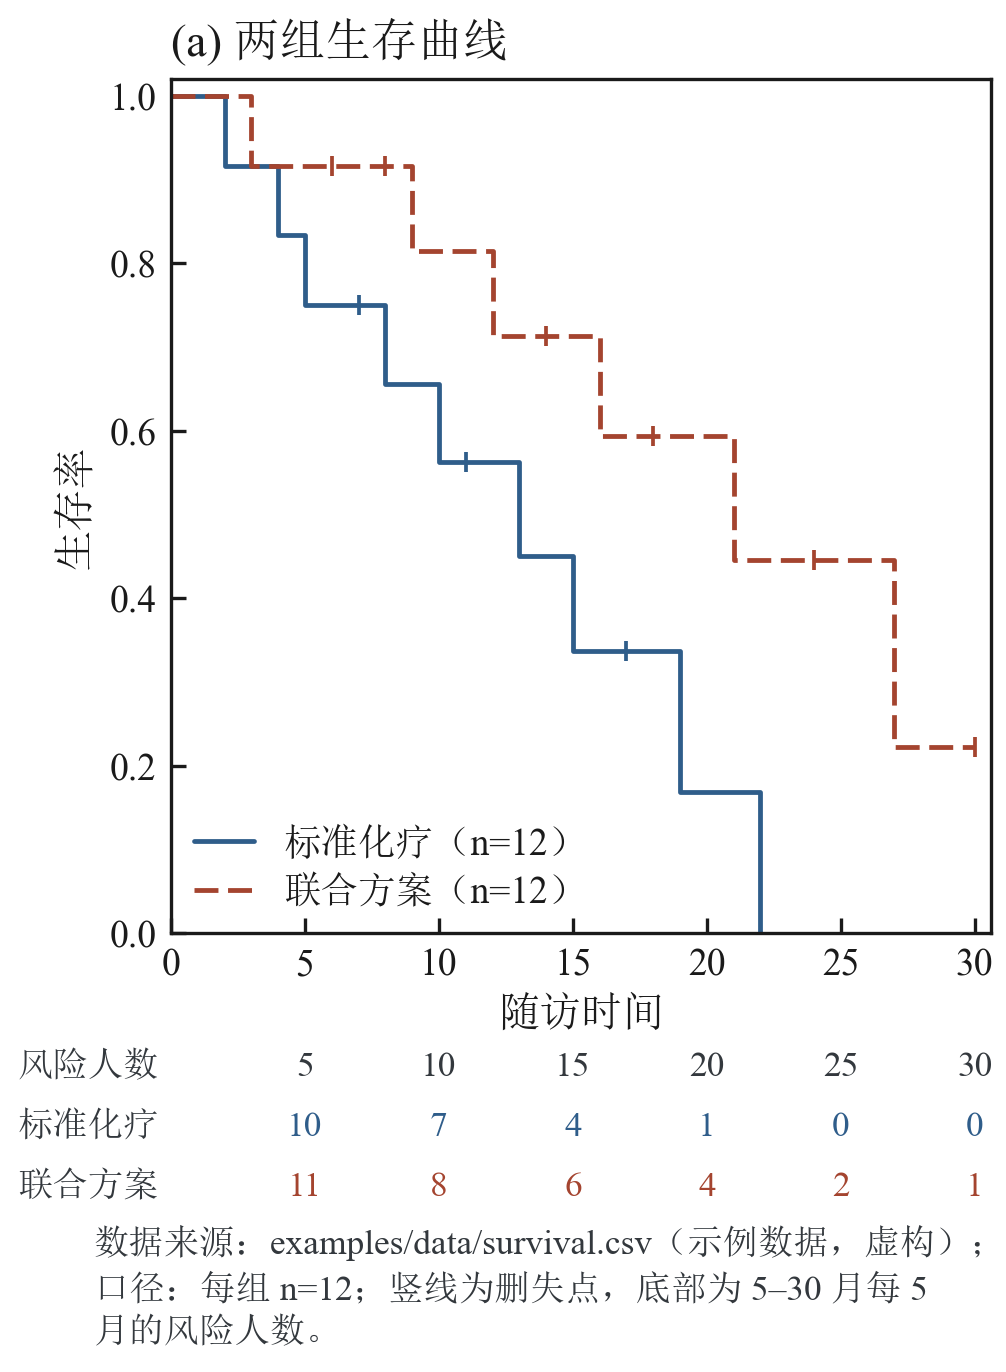 (a) 两组生存曲线
1.0
0.8
0.6
0.4
0.2
0.0
生存率
标准化疗（n=12）
联合方案（n=12）
0 5 10 15 20 25 30
随访时间
风险人数 5 10 15 20 25 30
标准化疗 10 7 4 1 0 0
联合方案 11 8 6 4 2 1
数据来源：examples/data/survival.csv（示例数据，虚构）；
口径：每组 n=12；竖线为删失点，底部为 5–30 月每 5
月的风险人数。